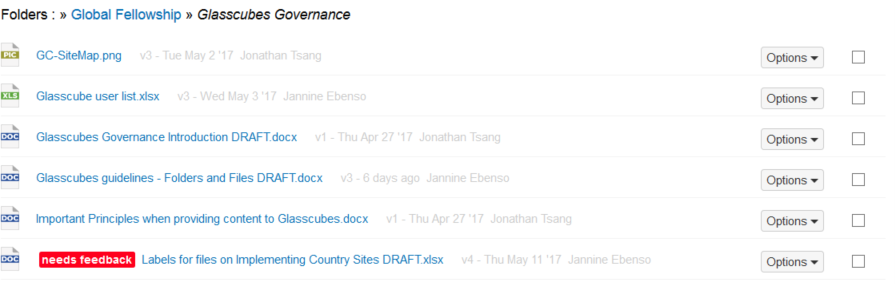 Folders : » Global Fellowship » Glasscubes Governance
PIC GC-SiteMap.png v3 - Tue May 2 '17 Jonathan Tsang Options
XLS Glasscube user list.xlsx v3 - Wed May 3 '17 Jannine Ebenso Options
DOC Glasscubes Governance Introduction DRAFT.docx v1 - Thu Apr 27 '17 Jonathan Tsang Options
DOC Glasscubes guidelines - Folders and Files DRAFT.docx v3 - 6 days ago Jannine Ebenso Options
DOC Important Principles when providing content to Glasscubes.docx v1 - Thu Apr 27 '17 Jonathan Tsang Options
DOC needs feedback Labels for files on Implementing Country Sites DRAFT.xlsx v4 - Thu May 11 '17 Jannine Ebenso Options